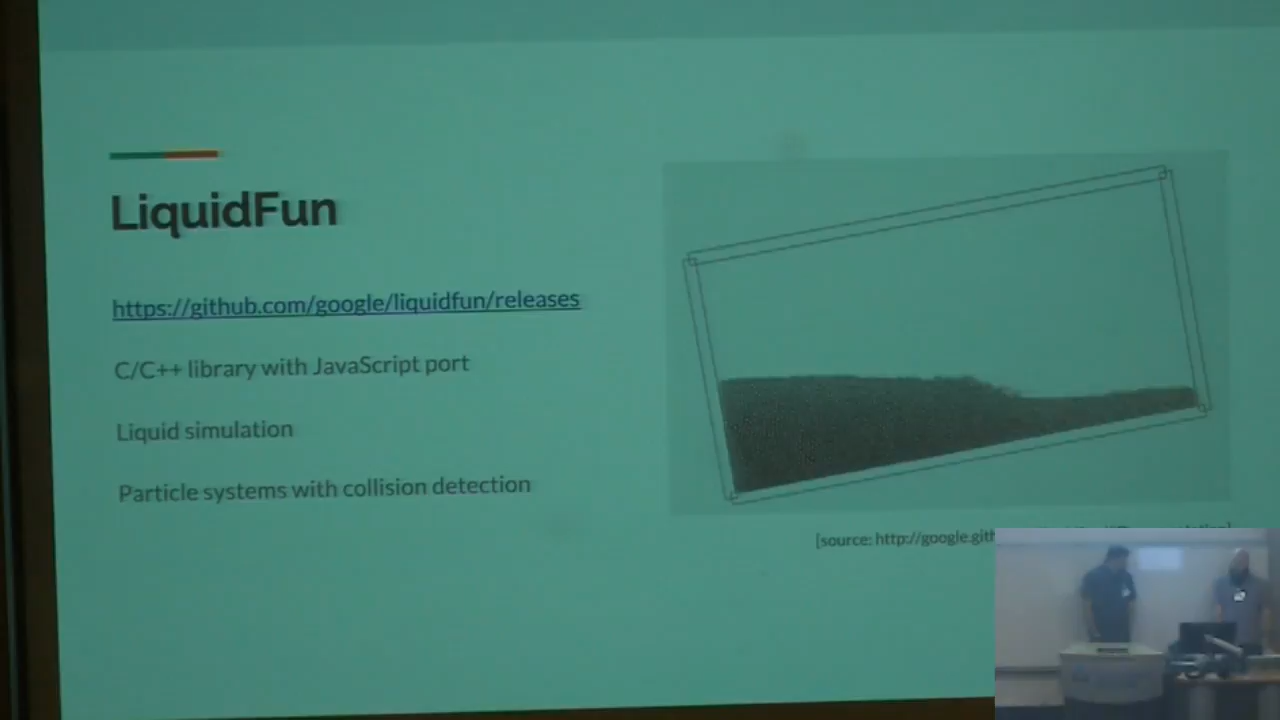 LiquidFun
https://github.com/google/liquidfun/releases
C/C++ library with JavaScript port
Liquid simulation
Particle systems with collision detection
[source: http://google.gith